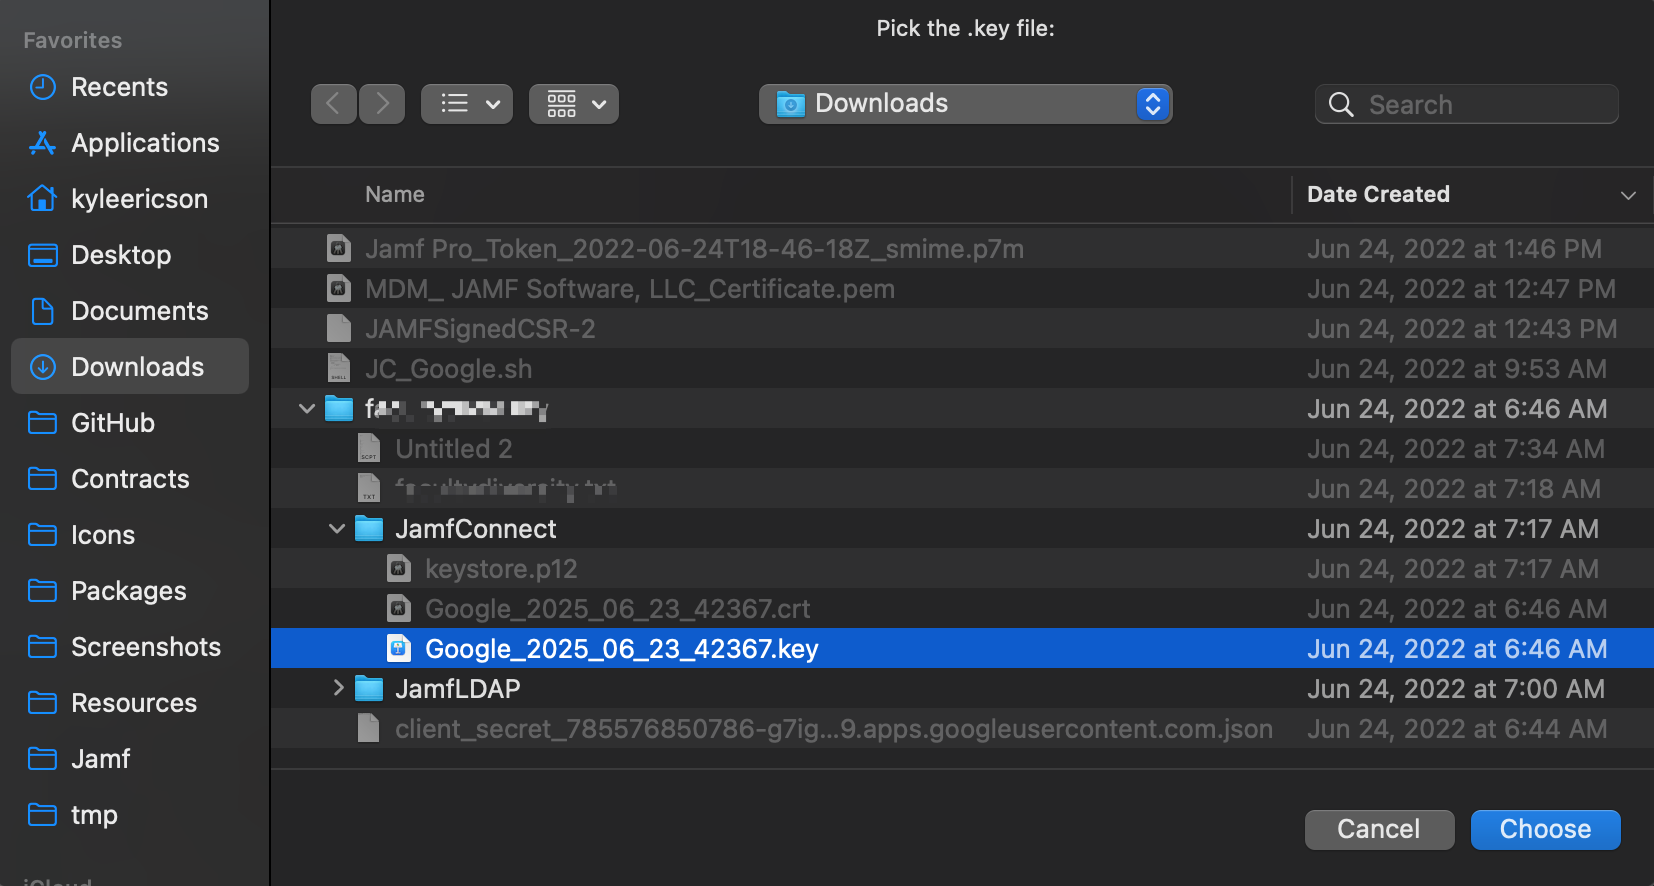 Pick the .key file:
Favorites
Recents
Applications
kyleericson
Desktop
Documents
Downloads
GitHub
Contracts
Icons
Packages
Screenshots
Resources
Jamf
tmp
iCloud
Downloads
Search
Name Date Created
Jamf Pro_Token_2022-06-24T18-46-18Z_smime.p7m Jun 24, 2022 at 1:46 PM
MDM_ JAMF Software, LLC_Certificate.pem Jun 24, 2022 at 12:47 PM
JAMFSignedCSR-2 Jun 24, 2022 at 12:43 PM
JC_Google.sh Jun 24, 2022 at 9:53 AM
Jun 24, 2022 at 6:46 AM
Untitled 2 Jun 24, 2022 at 7:34 AM
Jun 24, 2022 at 7:18 AM
JamfConnect Jun 24, 2022 at 7:17 AM
keystore.p12 Jun 24, 2022 at 7:17 AM
Google_2025_06_23_42367.crt Jun 24, 2022 at 6:46 AM
Google_2025_06_23_42367.key Jun 24, 2022 at 6:46 AM
JamfLDAP Jun 24, 2022 at 7:00 AM
client_secret_785576850786-g7ig...9.apps.googleusercontent.com.json Jun 24, 2022 at 6:44 AM
Cancel Choose